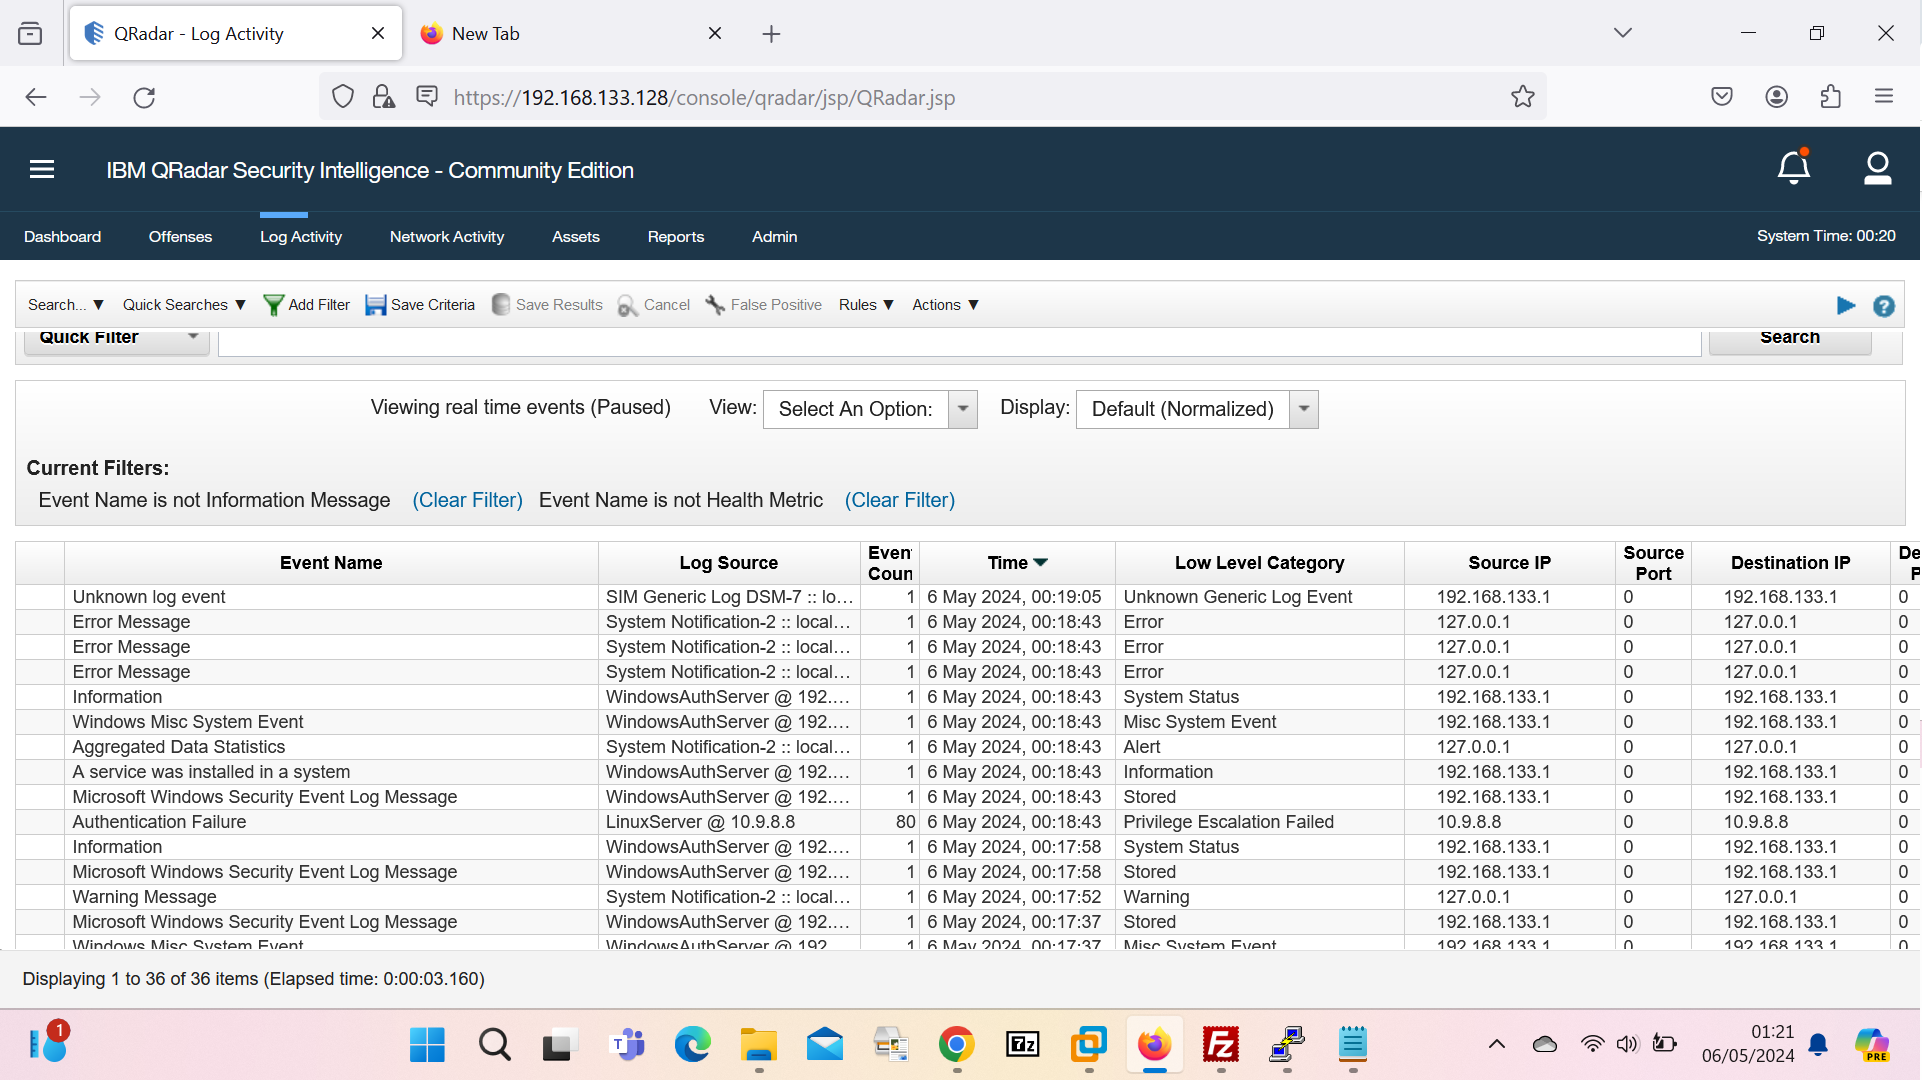 QRadar - Log Activity
New Tab
https://192.168.133.128/console/qradar/jsp/QRadar.jsp
IBM QRadar Security Intelligence - Community Edition
Dashboard Offenses Log Activity Network Activity Assets Reports Admin System Time: 00:20
Search... ▼ Quick Searches ▼ Add Filter Save Criteria Save Results Cancel False Positive Rules ▼ Actions ▼ ?
Quick Filter Search
Viewing real time events (Paused) View: Select An Option: Display: Default (Normalized)
Current Filters:
Event Name is not Information Message (Clear Filter) Event Name is not Health Metric (Clear Filter)
Event Name Log Source Even Coun Time Low Level Category Source IP Source Port Destination IP De P
Unknown log event SIM Generic Log DSM-7 :: lo... 1 6 May 2024, 00:19:05 Unknown Generic Log Event 192.168.133.1 0 192.168.133.1 0
Error Message System Notification-2 :: local... 1 6 May 2024, 00:18:43 Error 127.0.0.1 0 127.0.0.1 0
Error Message System Notification-2 :: local... 1 6 May 2024, 00:18:43 Error 127.0.0.1 0 127.0.0.1 0
Error Message System Notification-2 :: local... 1 6 May 2024, 00:18:43 Error 127.0.0.1 0 127.0.0.1 0
Information WindowsAuthServer @ 192.... 1 6 May 2024, 00:18:43 System Status 192.168.133.1 0 192.168.133.1 0
Windows Misc System Event WindowsAuthServer @ 192.... 1 6 May 2024, 00:18:43 Misc System Event 192.168.133.1 0 192.168.133.1 0
Aggregated Data Statistics System Notification-2 :: local... 1 6 May 2024, 00:18:43 Alert 127.0.0.1 0 127.0.0.1 0
A service was installed in a system WindowsAuthServer @ 192.... 1 6 May 2024, 00:18:43 Information 192.168.133.1 0 192.168.133.1 0
Microsoft Windows Security Event Log Message WindowsAuthServer @ 192.... 1 6 May 2024, 00:18:43 Stored 192.168.133.1 0 192.168.133.1 0
Authentication Failure LinuxServer @ 10.9.8.8 80 6 May 2024, 00:18:43 Privilege Escalation Failed 10.9.8.8 0 10.9.8.8 0
Information WindowsAuthServer @ 192.... 1 6 May 2024, 00:17:58 System Status 192.168.133.1 0 192.168.133.1 0
Microsoft Windows Security Event Log Message WindowsAuthServer @ 192.... 1 6 May 2024, 00:17:58 Stored 192.168.133.1 0 192.168.133.1 0
Warning Message System Notification-2 :: local... 1 6 May 2024, 00:17:52 Warning 127.0.0.1 0 127.0.0.1 0
Microsoft Windows Security Event Log Message WindowsAuthServer @ 192.... 1 6 May 2024, 00:17:37 Stored 192.168.133.1 0 192.168.133.1 0
Windows Misc System Event WindowsAuthServer @ 192 1 6 May 2024, 00:17:37 Misc System Event 192.168.133.1 0 192.168.133.1 0
Displaying 1 to 36 of 36 items (Elapsed time: 0:00:03.160)
1
T
7z
Fz
01:21
06/05/2024
PRE